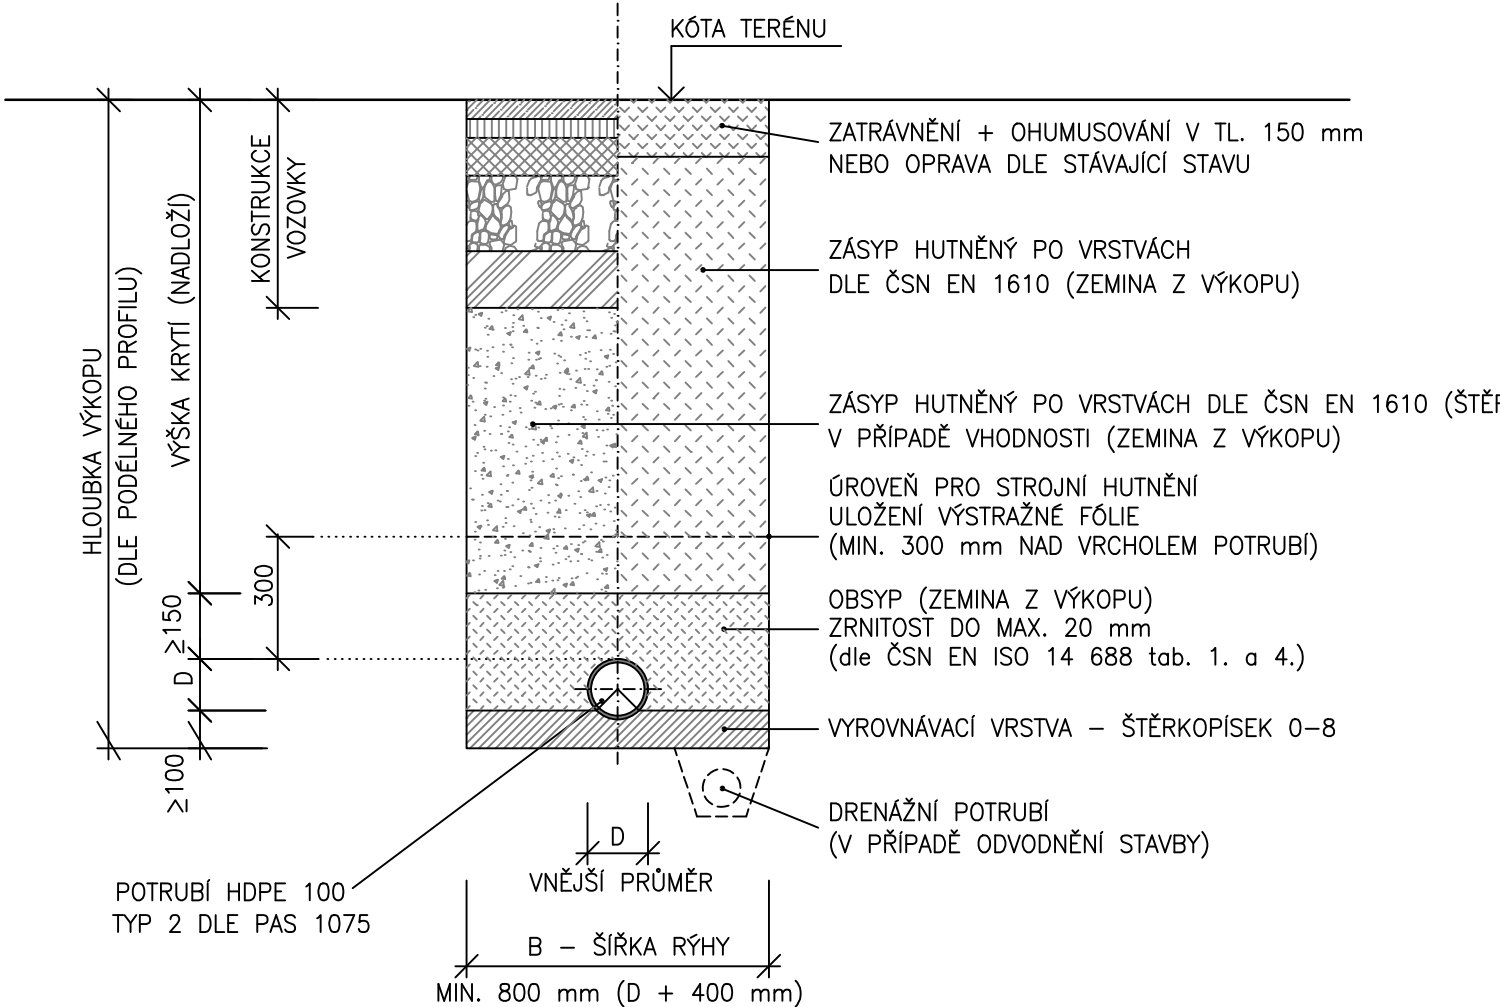 KÓTA TERÉNU
ZATRÁVNĚNÍ + OHUMUSOVÁNÍ V TL. 150 mm
NEBO OPRAVA DLE STÁVAJÍCÍ STAVU
KONSTRUKCE
VOZOVKY
ZÁSYP HUTNĚNÝ PO VRSTVÁCH
DLE ČSN EN 1610 (ZEMINA Z VÝKOPU)
HLOUBKA VÝKOPU
(DLE PODÉLNÉHO PROFILU)
VÝŠKA KRYTÍ (NADLOŽÍ)
ZÁSYP HUTNĚNÝ PO VRSTVÁCH DLE ČSN EN 1610
V PŘÍPADĚ VHODNOSTI (ZEMINA Z VÝKOPU)
ÚROVEŇ PRO STROJNÍ HUTNĚNÍ
ULOŽENÍ VÝSTRAŽNÉ FÓLIE
(MIN. 300 mm NAD VRCHOLEM POTRUBÍ)
300
≥150
D
≥100
OBSYP (ZEMINA Z VÝKOPU)
ZRNITOST DO MAX. 20 mm
(dle ČSN EN ISO 14 688 tab. 1. a 4.)
VYROVNÁVACÍ VRSTVA – ŠTĚRKOPÍSEK 0–8
DRENÁŽNÍ POTRUBÍ
(V PŘÍPADĚ ODVODNĚNÍ STAVBY)
D
VNĚJŠÍ PRŮMĚR
POTRUBÍ HDPE 100
TYP 2 DLE PAS 1075
B – ŠÍŘKA RÝHY
MIN. 800 mm (D + 400 mm)